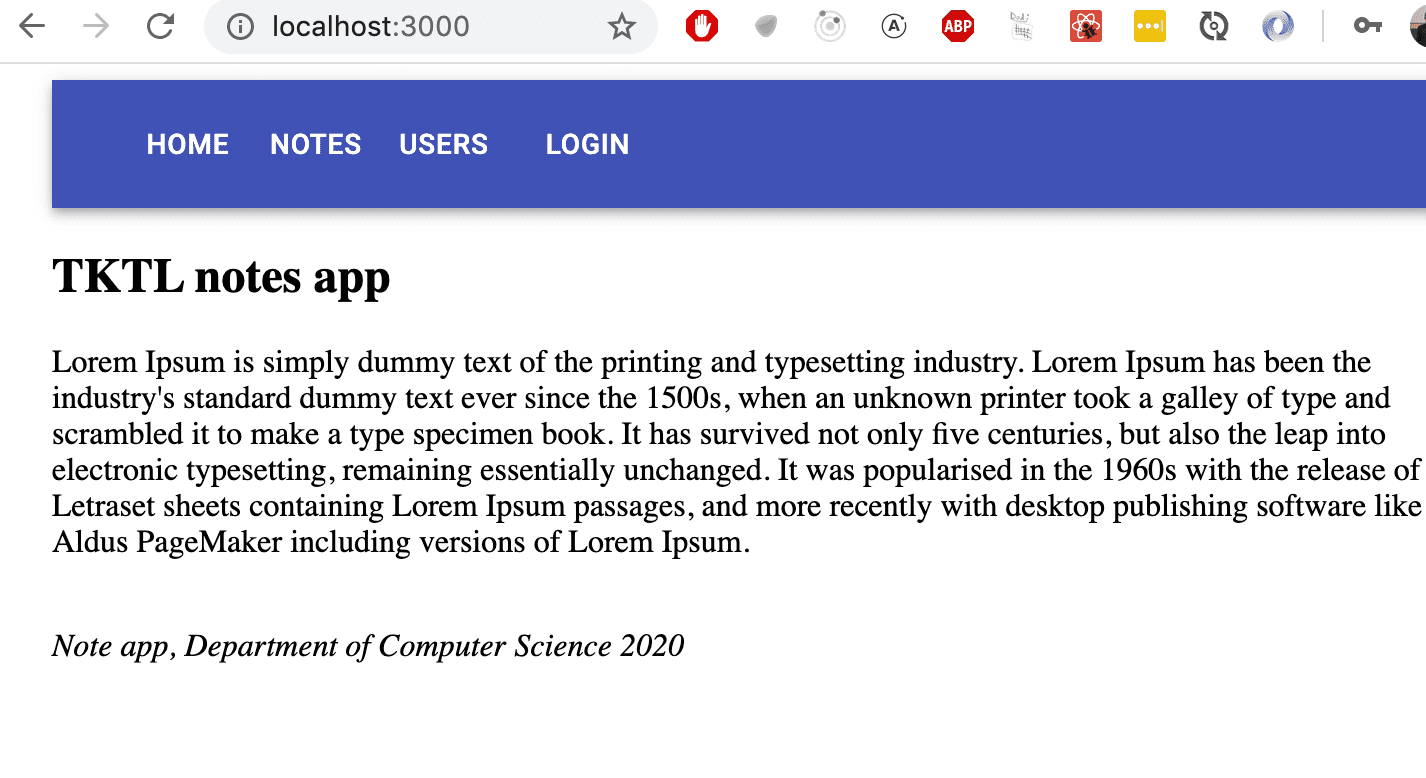 localhost:3000
A ABP
HOME NOTES USERS LOGIN
TKTL notes app
Lorem Ipsum is simply dummy text of the printing and typesetting industry. Lorem Ipsum has been the
industry's standard dummy text ever since the 1500s, when an unknown printer took a galley of type and
scrambled it to make a type specimen book. It has survived not only five centuries, but also the leap into
electronic typesetting, remaining essentially unchanged. It was popularised in the 1960s with the release of
Letraset sheets containing Lorem Ipsum passages, and more recently with desktop publishing software like
Aldus PageMaker including versions of Lorem Ipsum.
Note app, Department of Computer Science 2020